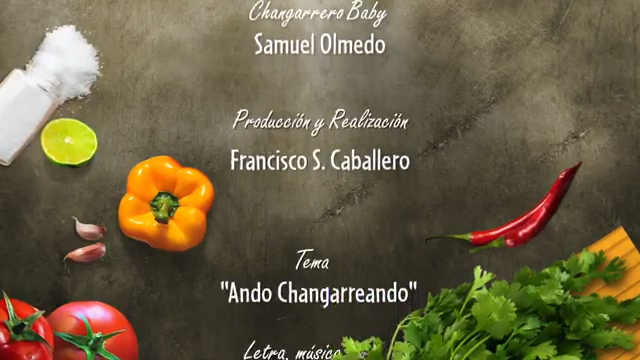 Changarrero Baby
Samuel Olmedo
Producción y Realización
Francisco S. Caballero
Tema
"Ando Changarreando"
Letra, música